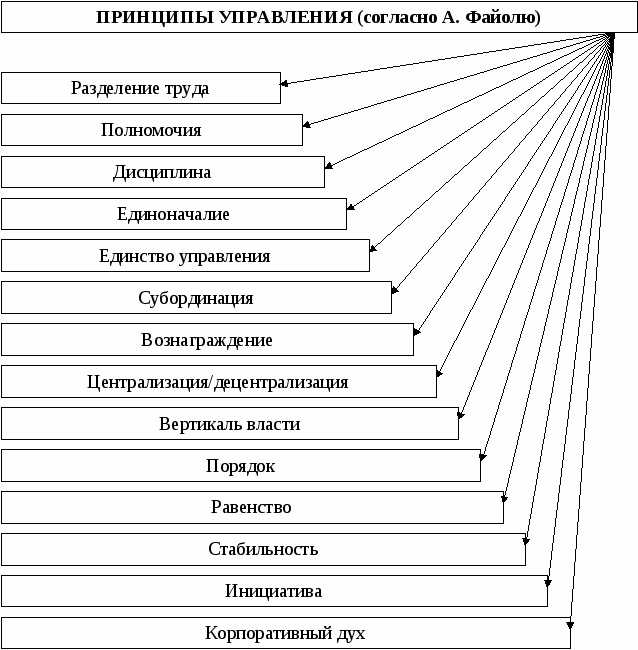 ПРИНЦИПЫ УПРАВЛЕНИЯ (согласно А. Файолю)
Разделение труда
Полномочия
Дисциплина
Единоначалие
Единство управления
Субординация
Вознаграждение
Централизация/децентрализация
Вертикаль власти
Порядок
Равенство
Стабильность
Инициатива
Корпоративный дух